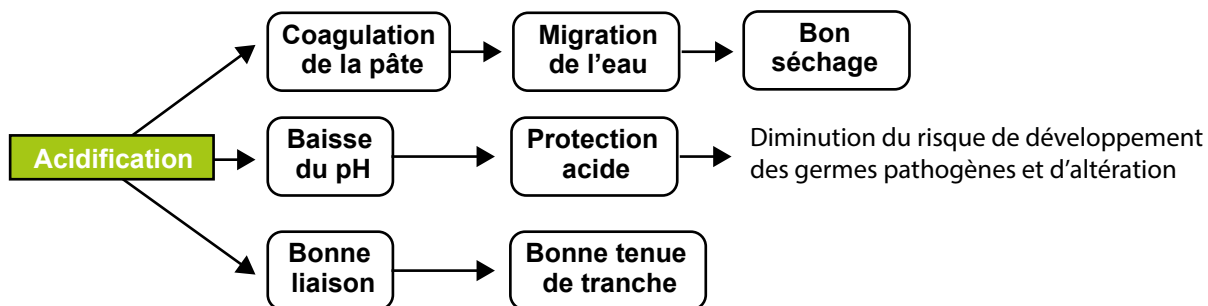 Coagulation
de la pâte
Migration
de l’eau
Bon
séchage
Acidification
Baisse
du pH
Protection
acide
Diminution du risque de développement
des germes pathogènes et d’altération
Bonne
liaison
Bonne tenue
de tranche